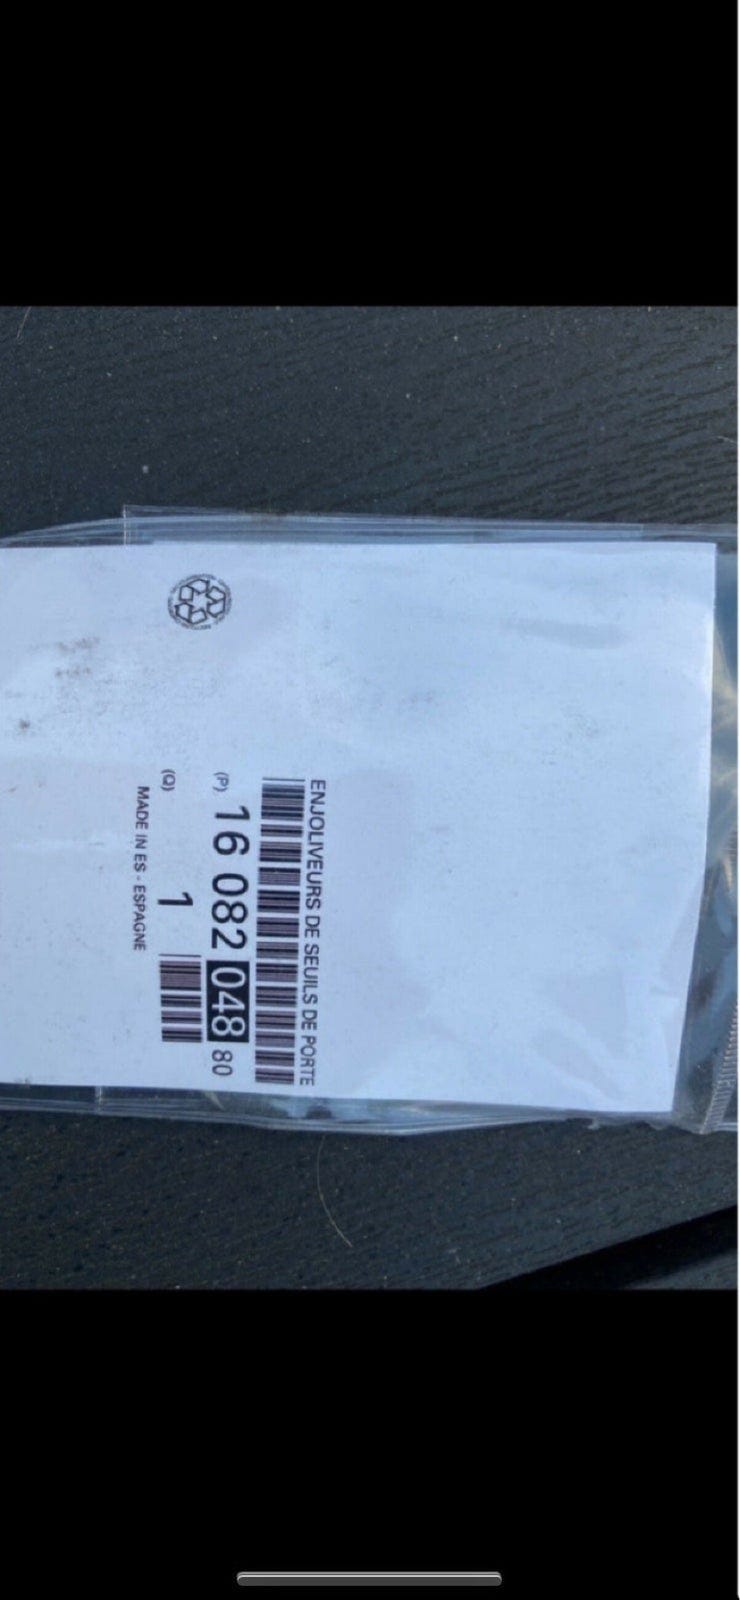 ENJOLIVEURS DE SEUILS DE PORTE
(P) 16 082 048 80
(Q) 1
MADE IN ES - ESPAGNE